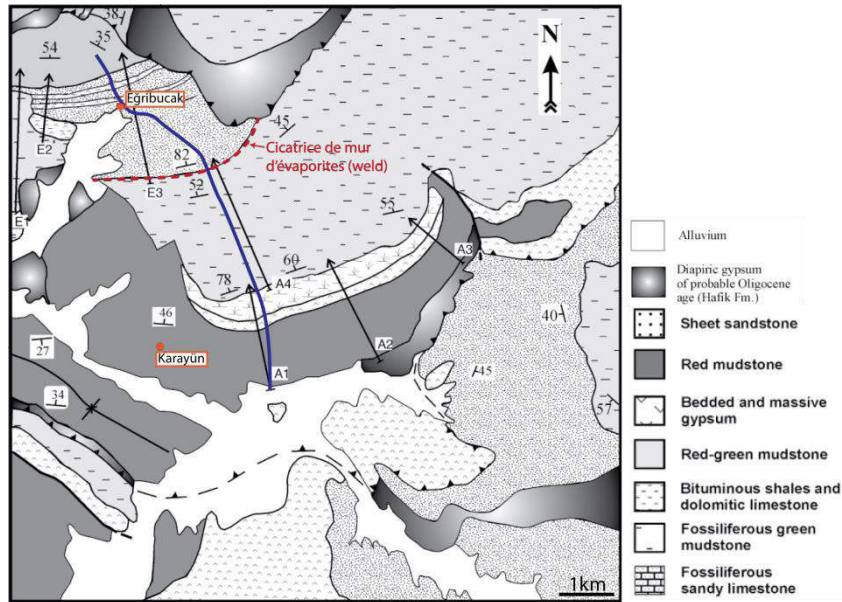 38
35
54
N
Eğribucak
E2
45
Cicatrice de mur
d'évaporites (weld)
82
E3
52
E1
55
A3
60
78
A4
46
Karayün
27
A1
A2
40
45
34
57
1km
Alluvium
Diapiric gypsum
of probable Oligocene
age (Hafik Fm.)
Sheet sandstone
Red mudstone
Bedded and massive
gypsum
Red-green mudstone
Bituminous shales and
dolomitic limestone
Fossiliferous green
mudstone
Fossiliferous
sandy limestone